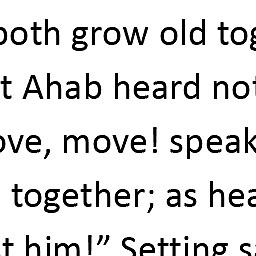 both grow old tog
t Ahab heard not
ove, move! speak
together; as hea
t him!” Setting sa